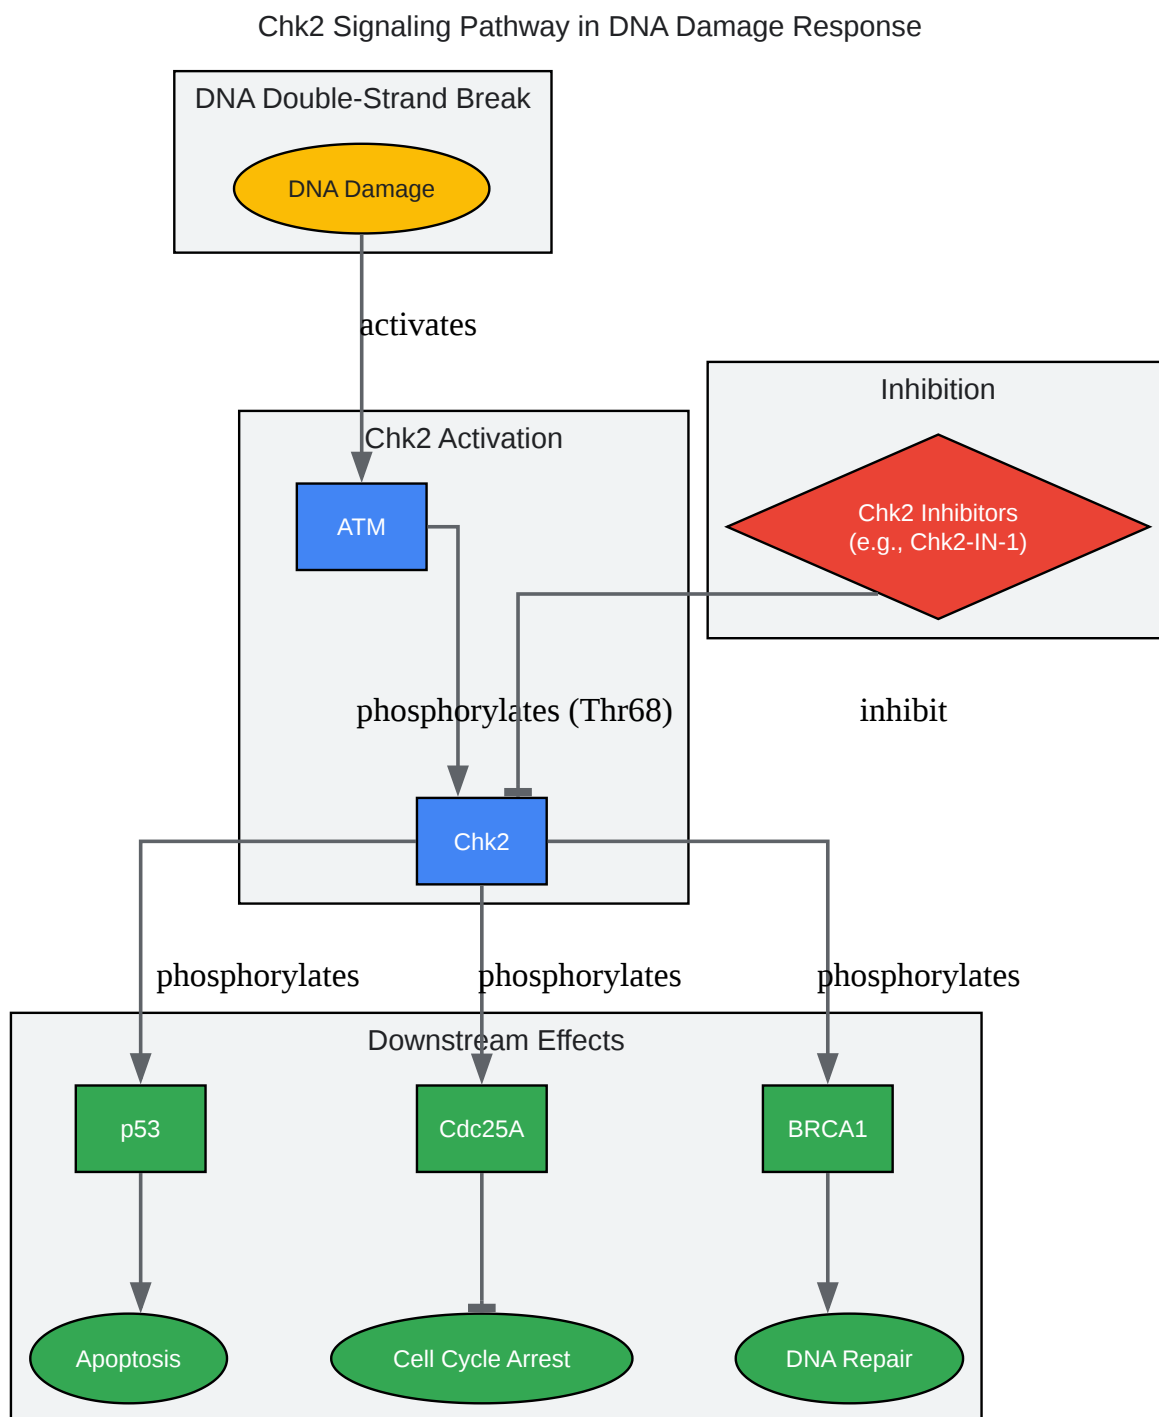 Chk2 Signaling Pathway in DNA Damage Response
DNA Double-Strand Break
DNA Damage
activates
Inhibition
Chk2 Activation
Chk2 Inhibitors
(e.g., Chk2-IN-1)
ATM
phosphorylates (Thr68)
inhibit
Chk2
phosphorylates
phosphorylates
phosphorylates
Downstream Effects
p53
Cdc25A
BRCA1
Apoptosis
Cell Cycle Arrest
DNA Repair